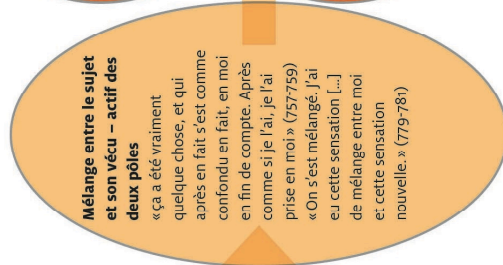 Mélange entre le sujet
et son vécu – actif des
deux pôles
«ça a été vraiment
quelque chose, et qui
après en fait s'est comme
confondu en fait, en moi
en fin de compte. Après
comme si je l'ai, je l'ai
prise en moi» (757-759)
«On s'est mélangé. J'ai
eu cette sensation [...]
de mélange entre moi
et cette sensation
nouvelle.» (779-781)